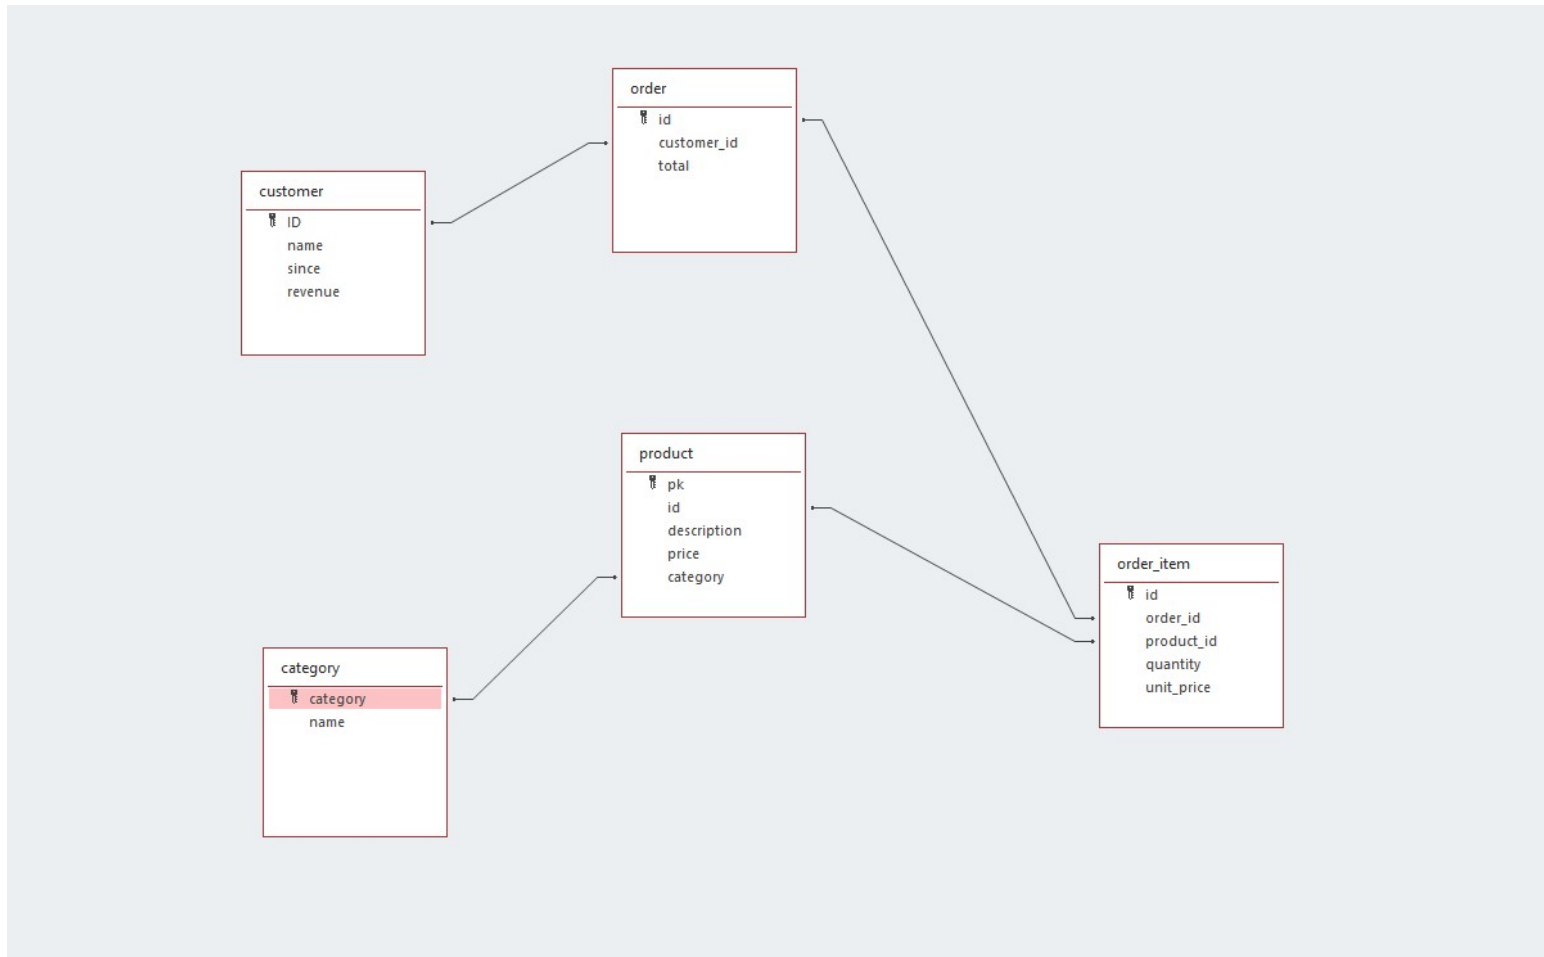 order
id
customer_id
total
customer
ID
name
since
revenue
product
pk
id
description
price
category
order_item
id
order_id
product_id
quantity
unit_price
category
category
name